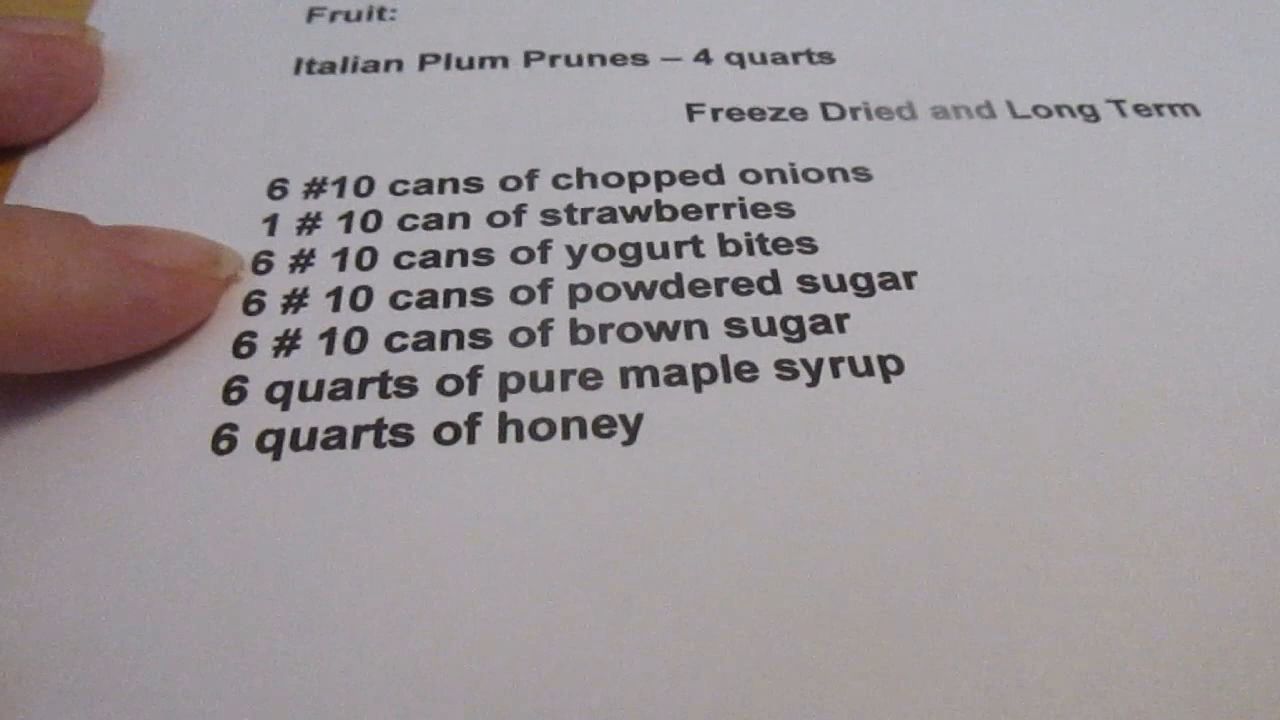 Fruit:
Italian Plum Prunes – 4 quarts
Freeze Dried and Long Term
6 #10 cans of chopped onions
1 # 10 can of strawberries
6 # 10 cans of yogurt bites
6 # 10 cans of powdered sugar
6 # 10 cans of brown sugar
6 quarts of pure maple syrup
6 quarts of honey